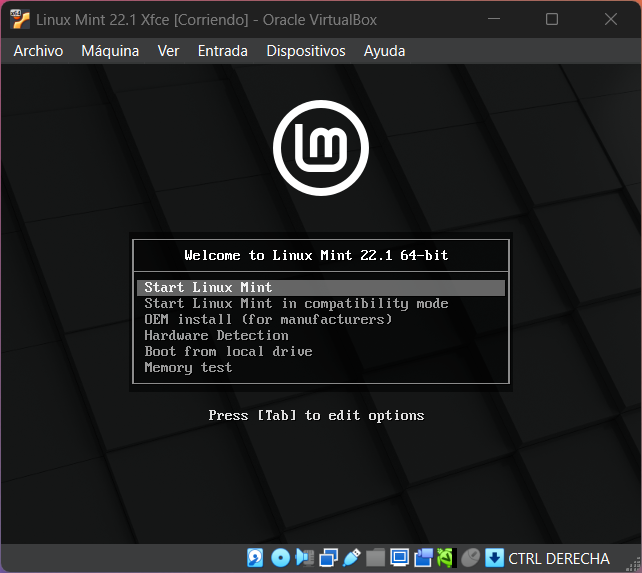 Linux Mint 22.1 Xfce [Corriendo] - Oracle VirtualBox
Archivo Máquina Ver Entrada Dispositivos Ayuda
Lm
Welcome to Linux Mint 22.1 64-bit
Start Linux Mint
Start Linux Mint in compatibility mode
OEM install (for manufacturers)
Hardware Detection
Boot from local drive
Memory test
Press [Tab] to edit options
CTRL DERECHA